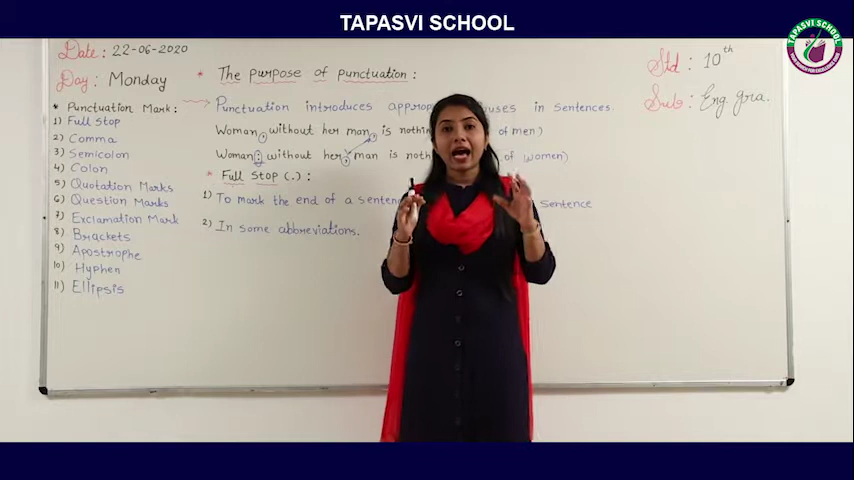 TAPASVI SCHOOL
TAPASVI SCHOOL
Date : 22-06-2020
Day : Monday
Std : 10th
Sub : Eng. gra.
* The purpose of punctuation :
* Punctuation Mark :
1) Full Stop
2) Comma
3) Semicolon
4) Colon
5) Quotation Marks
6) Question Marks
7) Exclamation Mark
8) Brackets
9) Apostrophe
10) Hyphen
11) Ellipsis
Punctuation introduces in sentences.
Woman, without her man, is of men)
Woman: without her, man is of women)
* Full Stop (.) :
1) To mark the end of a Sentence
2) In some abbreviations.